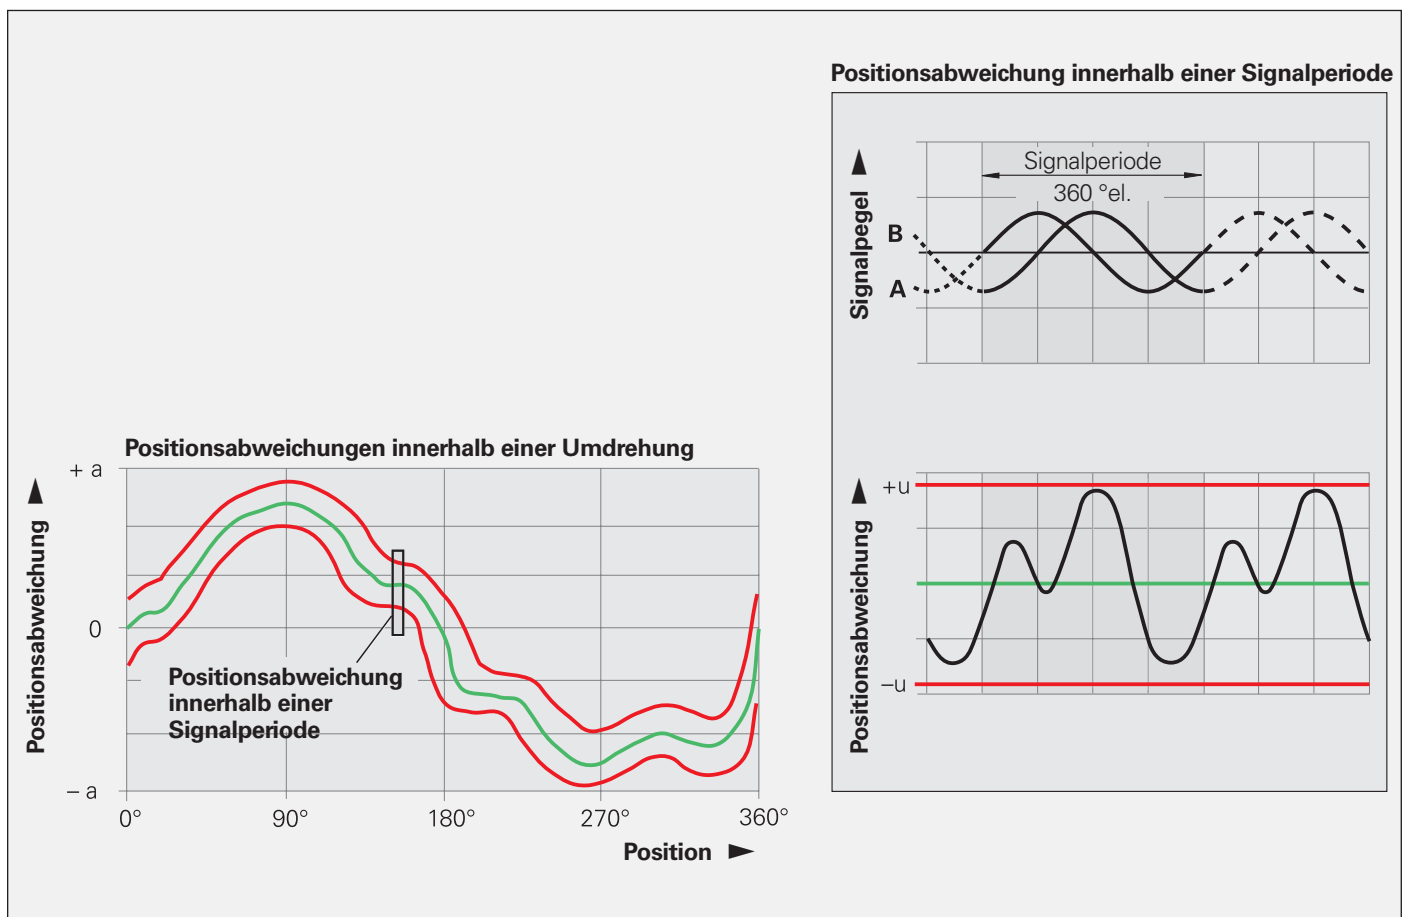 Positionsabweichung innerhalb einer Signalperiode
Signalpegel
Signalperiode
360 °el.
B
A
Positionsabweichungen innerhalb einer Umdrehung
Positionsabweichung
+ a
0
– a
Positionsabweichung
innerhalb einer
Signalperiode
0°
90°
180°
270°
360°
Position
Positionsabweichung
+u
–u